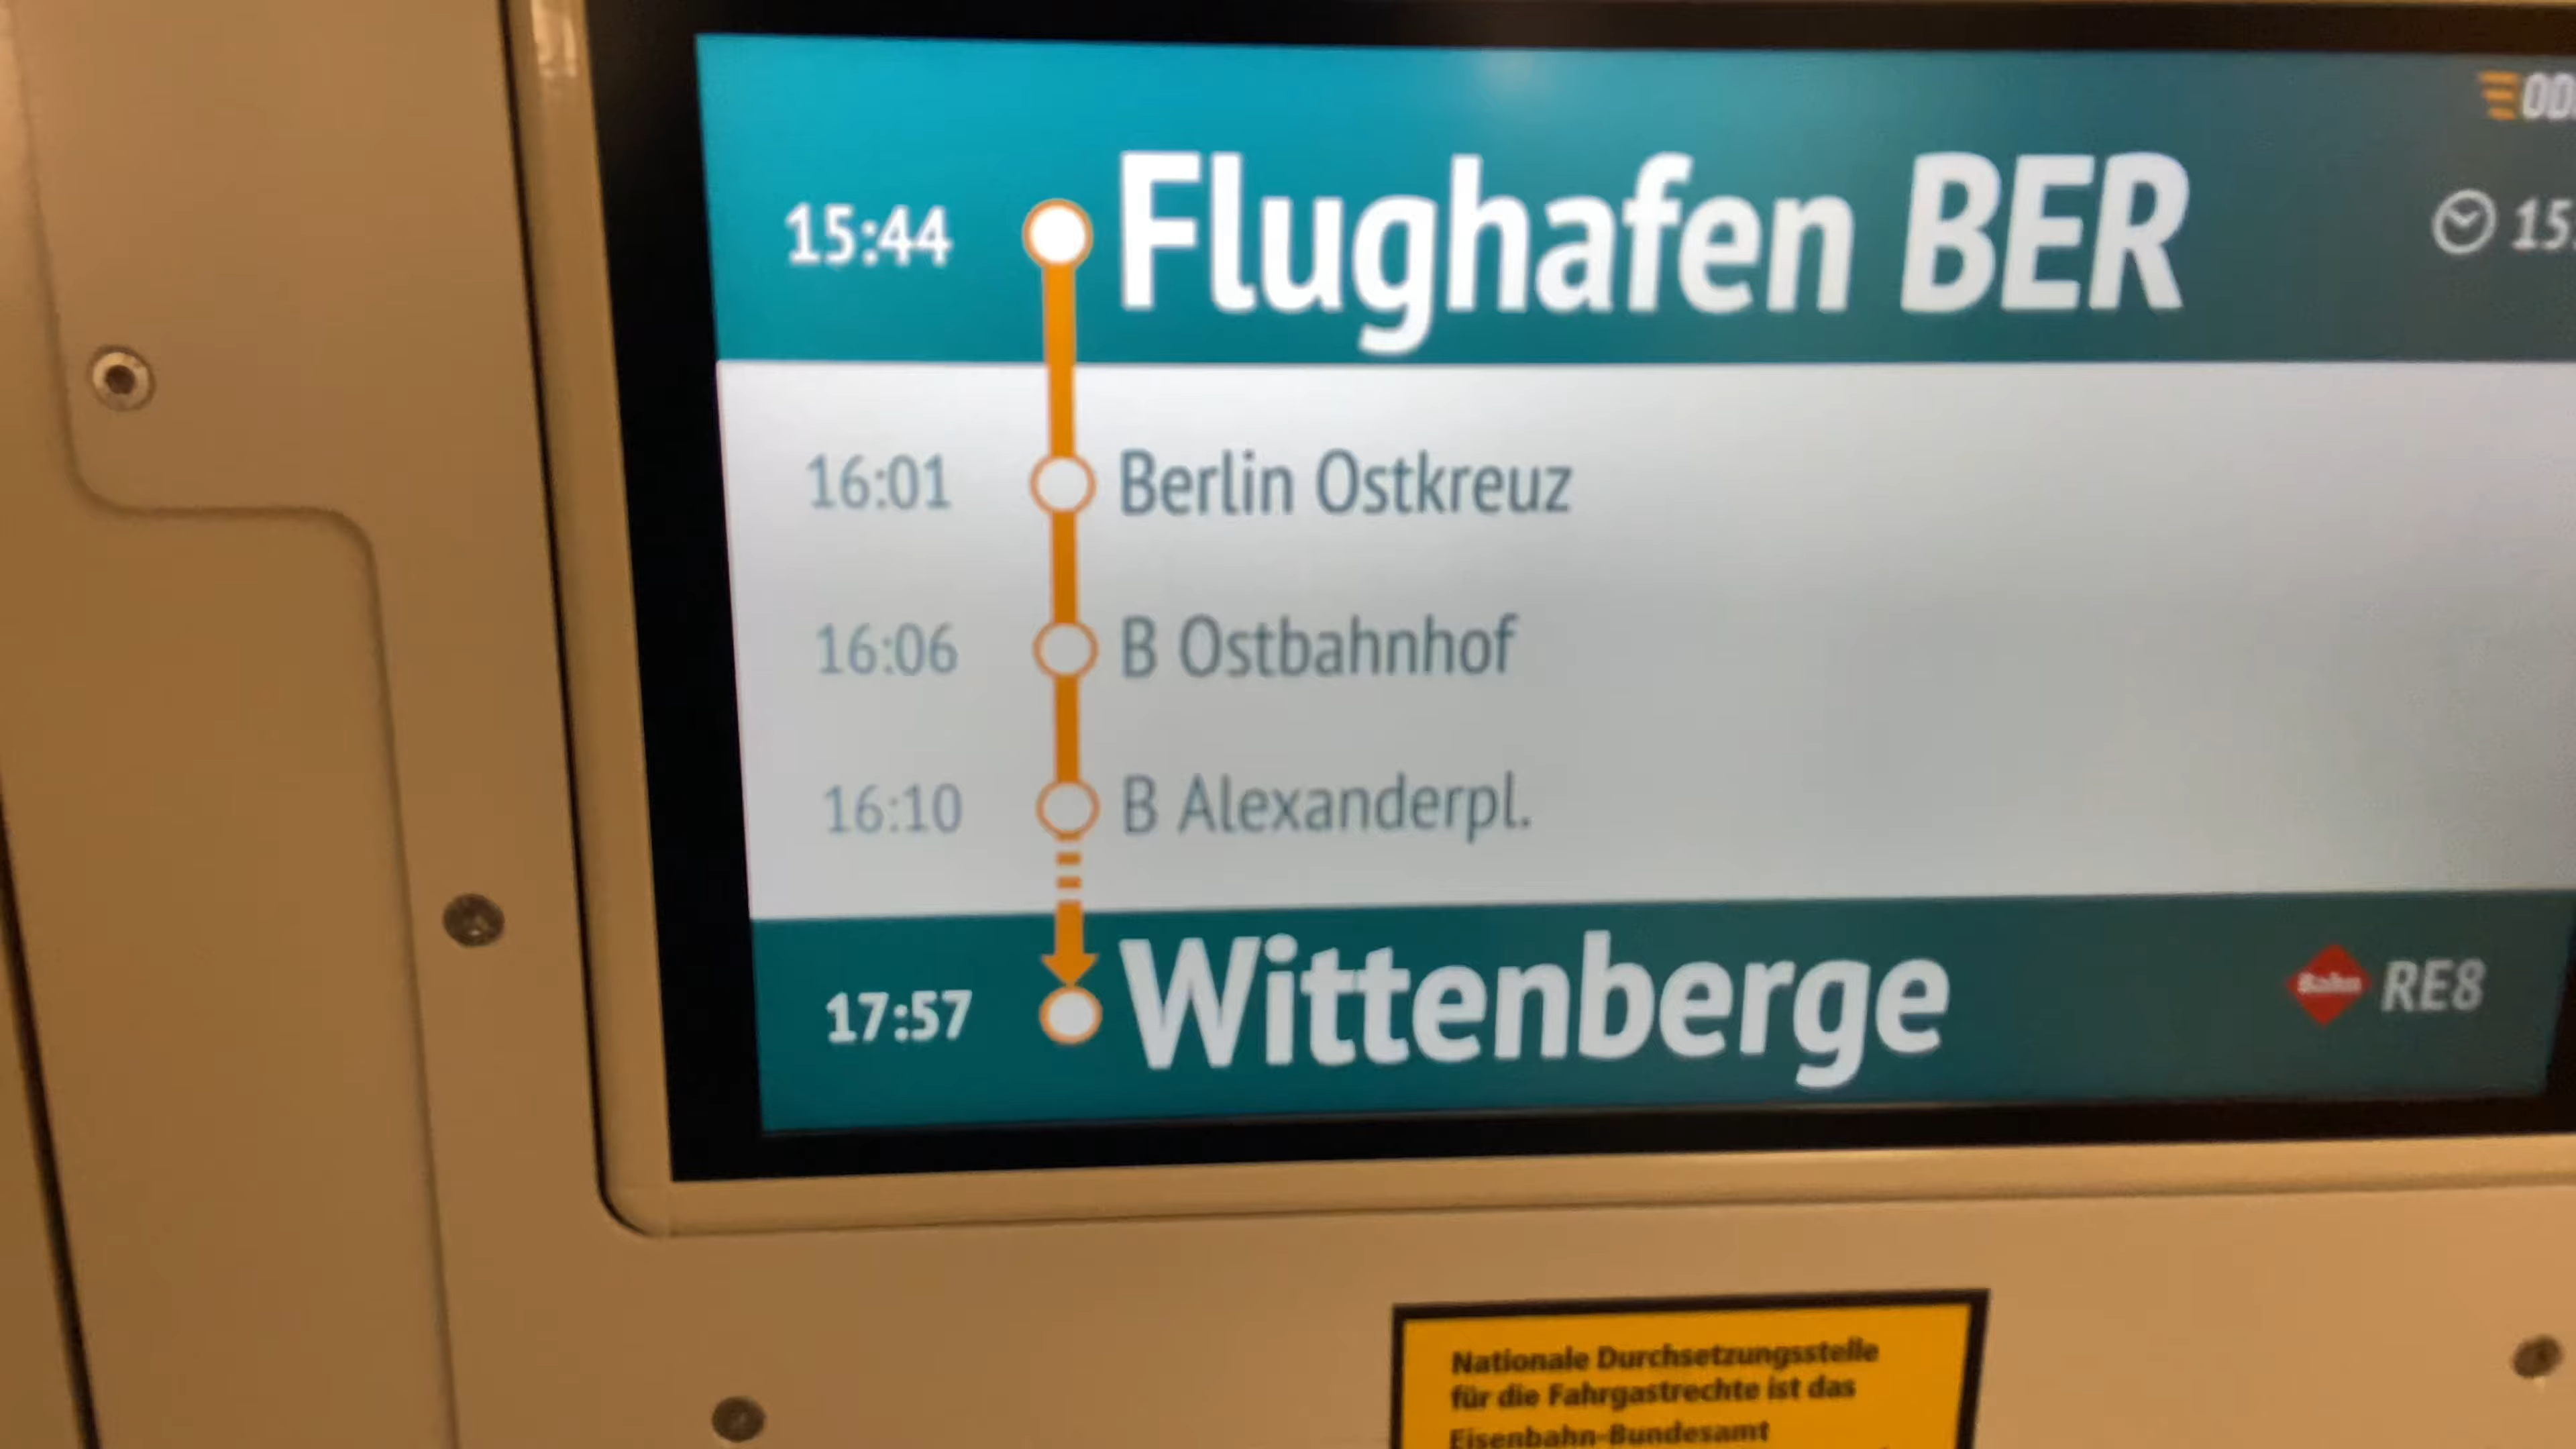 15:44 Flughafen BER
16:01 Berlin Ostkreuz
16:06 B Ostbahnhof
16:10 B Alexanderpl.
17:57 Wittenberge
Bahn RE8
Nationale Durchsetzungsstelle
für die Fahrgastrechte ist das
Eisenbahn-Bundesamt